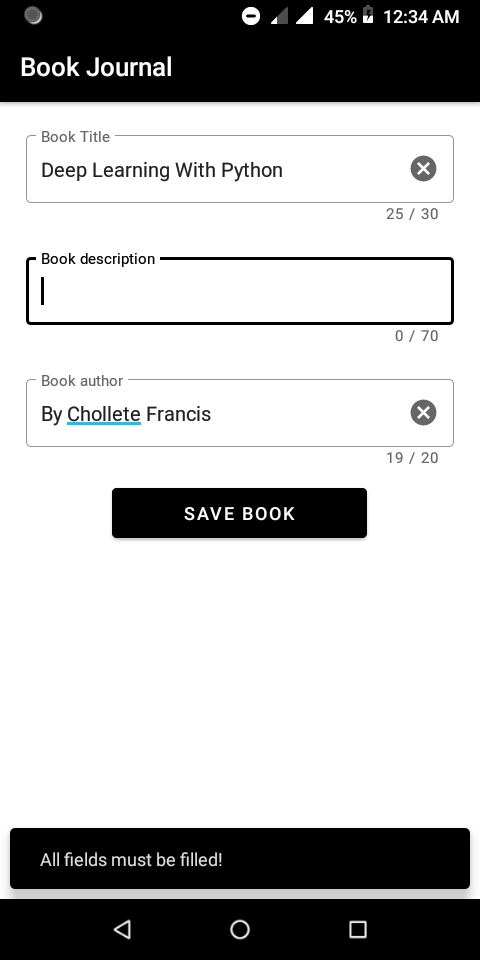 45% 12:34 AM
Book Journal
Book Title
Deep Learning With Python
25 / 30
Book description
0 / 70
Book author
By Chollete Francis
19 / 20
SAVE BOOK
All fields must be filled!